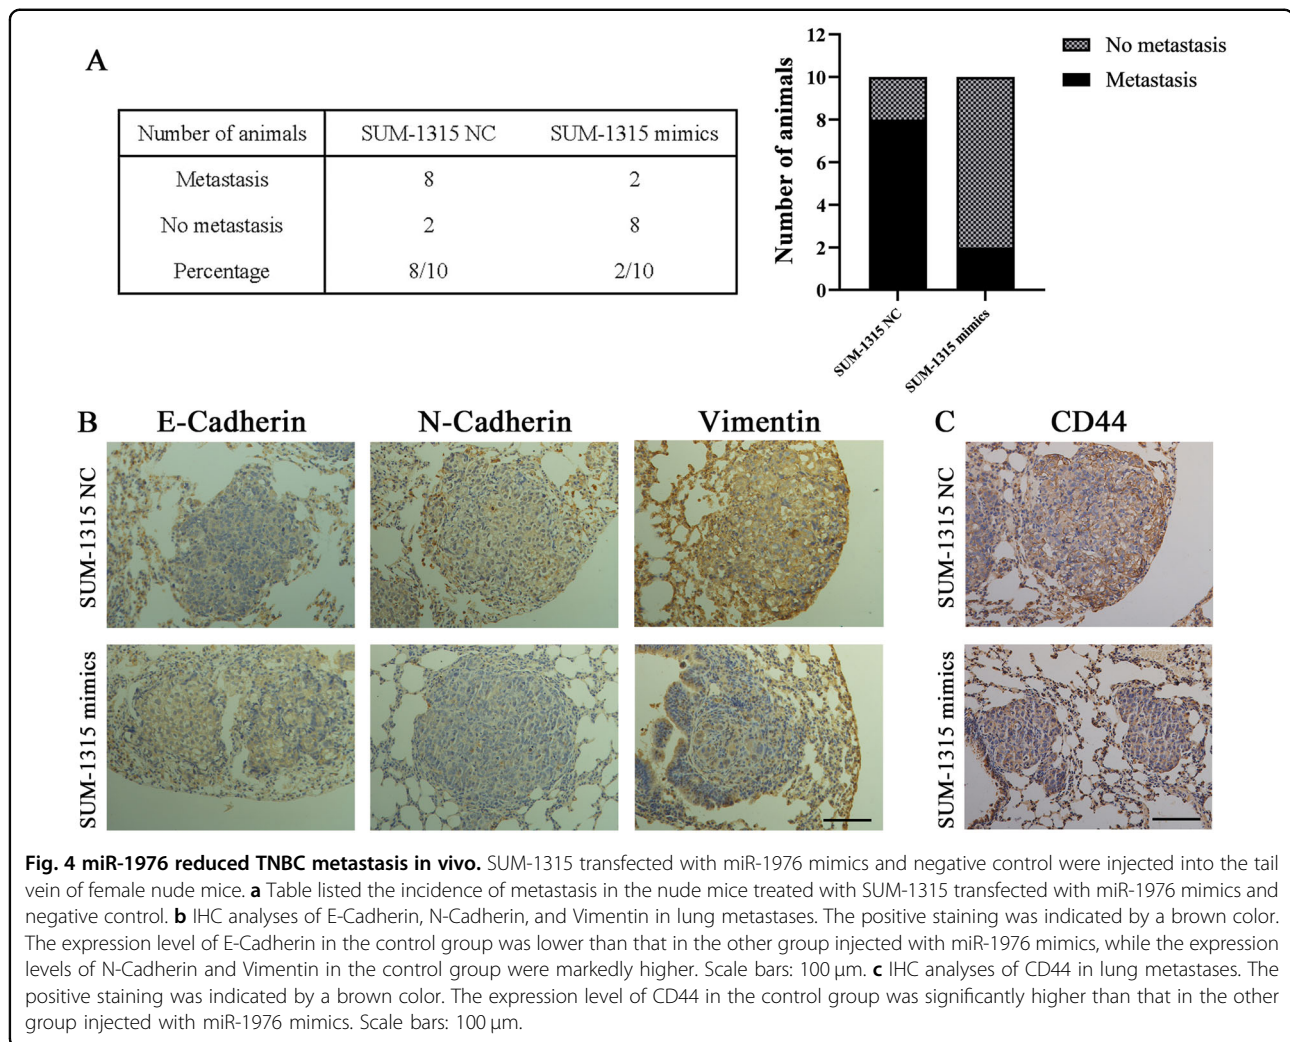 A
Number of animals SUM-1315 NC SUM-1315 mimics
Metastasis 8 2
No metastasis 2 8
Percentage 8/10 2/10
Number of animals
12
10
8
6
4
2
0
SUM-1315 NC
SUM-1315 mimics
No metastasis
Metastasis
B E-Cadherin N-Cadherin Vimentin C CD44
SUM-1315 NC
SUM-1315 NC
SUM-1315 mimics
SUM-1315 mimics
Fig. 4 miR-1976 reduced TNBC metastasis in vivo. SUM-1315 transfected with miR-1976 mimics and negative control were injected into the tail
vein of female nude mice. a Table listed the incidence of metastasis in the nude mice treated with SUM-1315 transfected with miR-1976 mimics and
negative control. b IHC analyses of E-Cadherin, N-Cadherin, and Vimentin in lung metastases. The positive staining was indicated by a brown color.
The expression level of E-Cadherin in the control group was lower than that in the other group injected with miR-1976 mimics, while the expression
levels of N-Cadherin and Vimentin in the control group were markedly higher. Scale bars: 100 μm. c IHC analyses of CD44 in lung metastases. The
positive staining was indicated by a brown color. The expression level of CD44 in the control group was significantly higher than that in the other
group injected with miR-1976 mimics. Scale bars: 100 μm.